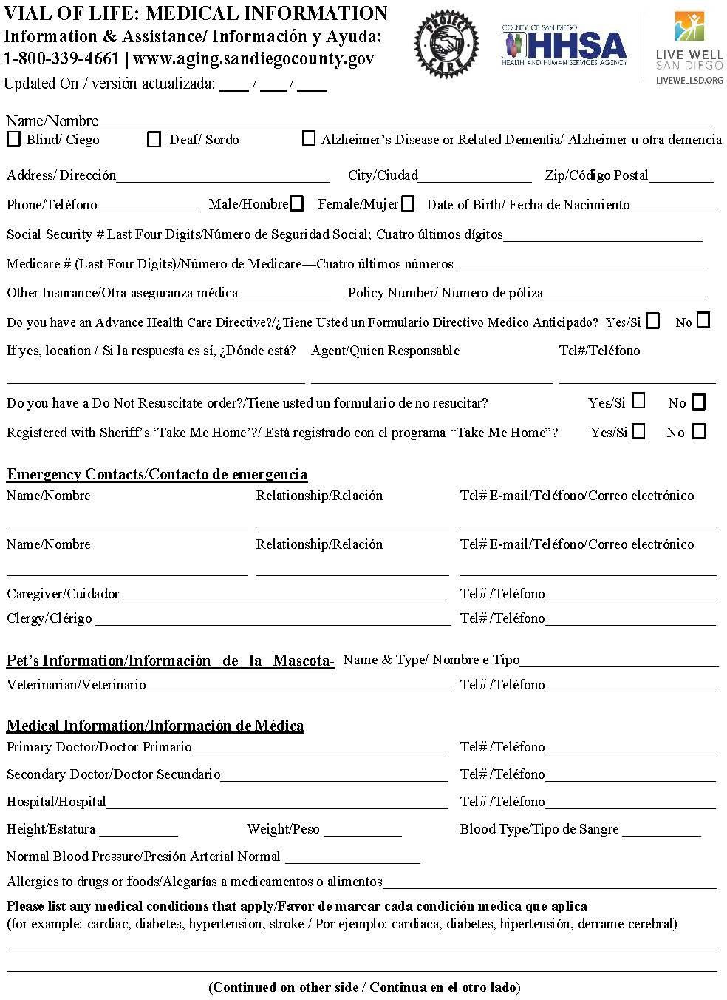 VIAL OF LIFE: MEDICAL INFORMATION
Information & Assistance/ Información y Ayuda:
1-800-339-4661 | www.aging.sandiegocounty.gov
Updated On / versión actualizada: ___ / ___ / ___
PROJECT CARE
COUNTY OF SAN DIEGO
HHSA
HEALTH AND HUMAN SERVICES AGENCY
LIVE WELL
SAN DIEGO
LIVEWELLSD.ORG
Name/Nombre
Blind/ Ciego Deaf/ Sordo Alzheimer's Disease or Related Dementia/ Alzheimer u otra demencia
Address/ Dirección City/Ciudad Zip/Código Postal
Phone/Teléfono Male/Hombre Female/Mujer Date of Birth/ Fecha de Nacimiento
Social Security # Last Four Digits/Número de Seguridad Social; Cuatro últimos dígitos
Medicare # (Last Four Digits)/Número de Medicare—Cuatro últimos números
Other Insurance/Otra aseguranza médica Policy Number/ Numero de póliza
Do you have an Advance Health Care Directive?/¿Tiene Usted un Formulario Directivo Medico Anticipado? Yes/Si No
If yes, location / Si la respuesta es sí, ¿Dónde está? Agent/Quien Responsable Tel#/Teléfono
Do you have a Do Not Resuscitate order?/Tiene usted un formulario de no resucitar? Yes/Si No
Registered with Sheriff's ‘Take Me Home’?/ Está registrado con el programa “Take Me Home”? Yes/Si No
Emergency Contacts/Contacto de emergencia
Name/Nombre Relationship/Relación Tel# E-mail/Teléfono/Correo electrónico
Name/Nombre Relationship/Relación Tel# E-mail/Teléfono/Correo electrónico
Caregiver/Cuidador Tel# /Teléfono
Clergy/Clérigo Tel# /Teléfono
Pet's Information/Información de la Mascota- Name & Type/ Nombre e Tipo
Veterinarian/Veterinario Tel# /Teléfono
Medical Information/Información de Médica
Primary Doctor/Doctor Primario Tel# /Teléfono
Secondary Doctor/Doctor Secundario Tel# /Teléfono
Hospital/Hospital Tel# /Teléfono
Height/Estatura Weight/Peso Blood Type/Tipo de Sangre
Normal Blood Pressure/Presión Arterial Normal
Allergies to drugs or foods/Alegarías a medicamentos o alimentos
Please list any medical conditions that apply/Favor de marcar cada condición medica que aplica
(for example: cardiac, diabetes, hypertension, stroke / Por ejemplo: cardiaca, diabetes, hipertensión, derrame cerebral)
(Continued on other side / Continua en el otro lado)